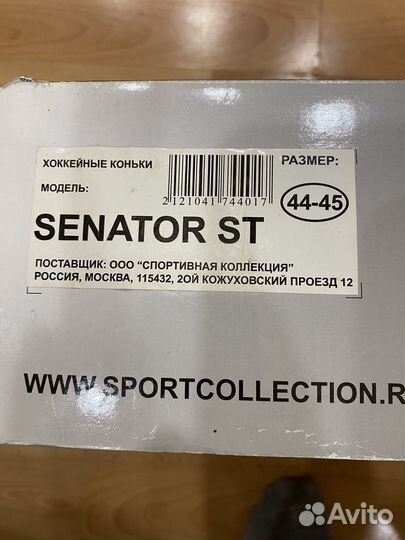 ХОККЕЙНЫЕ КОНЬКИ
РАЗМЕР:
МОДЕЛЬ:
2121041 744017
44-45
SENATOR ST
ПОСТАВЩИК: ООО “СПОРТИВНАЯ КОЛЛЕКЦИЯ”
РОССИЯ, МОСКВА, 115432, 2ОЙ КОЖУХОВСКИЙ ПРОЕЗД 12
WWW.SPORTCOLLECTION.R
Avito